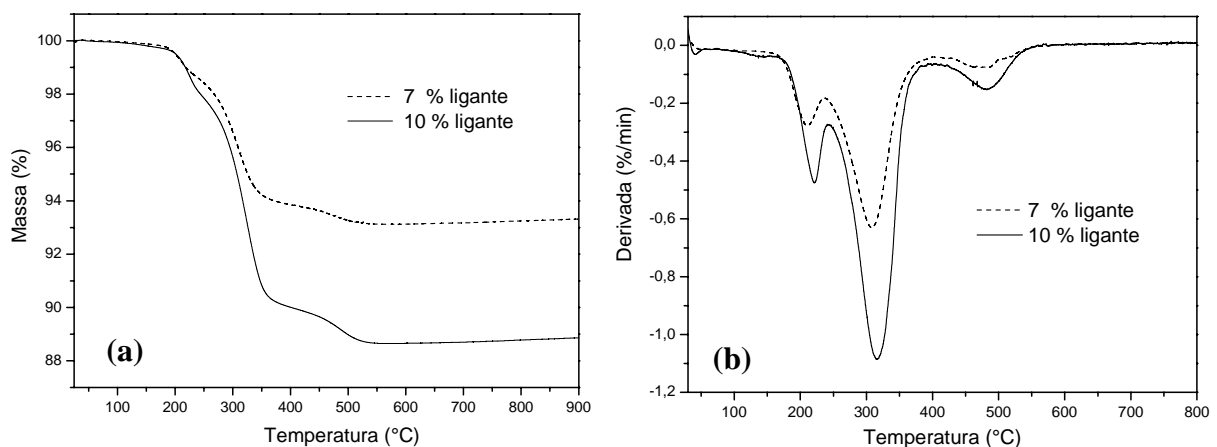 100
98
96
94
92
90
88
100 200 300 400 500 600 700 800 900
Massa (%)
Temperatura (°C)
7 % ligante
10 % ligante
(a)
0,0
-0,2
-0,4
-0,6
-0,8
-1,0
-1,2
100 200 300 400 500 600 700 800
Derivada (%/min)
Temperatura (°C)
7 % ligante
10 % ligante
(b)